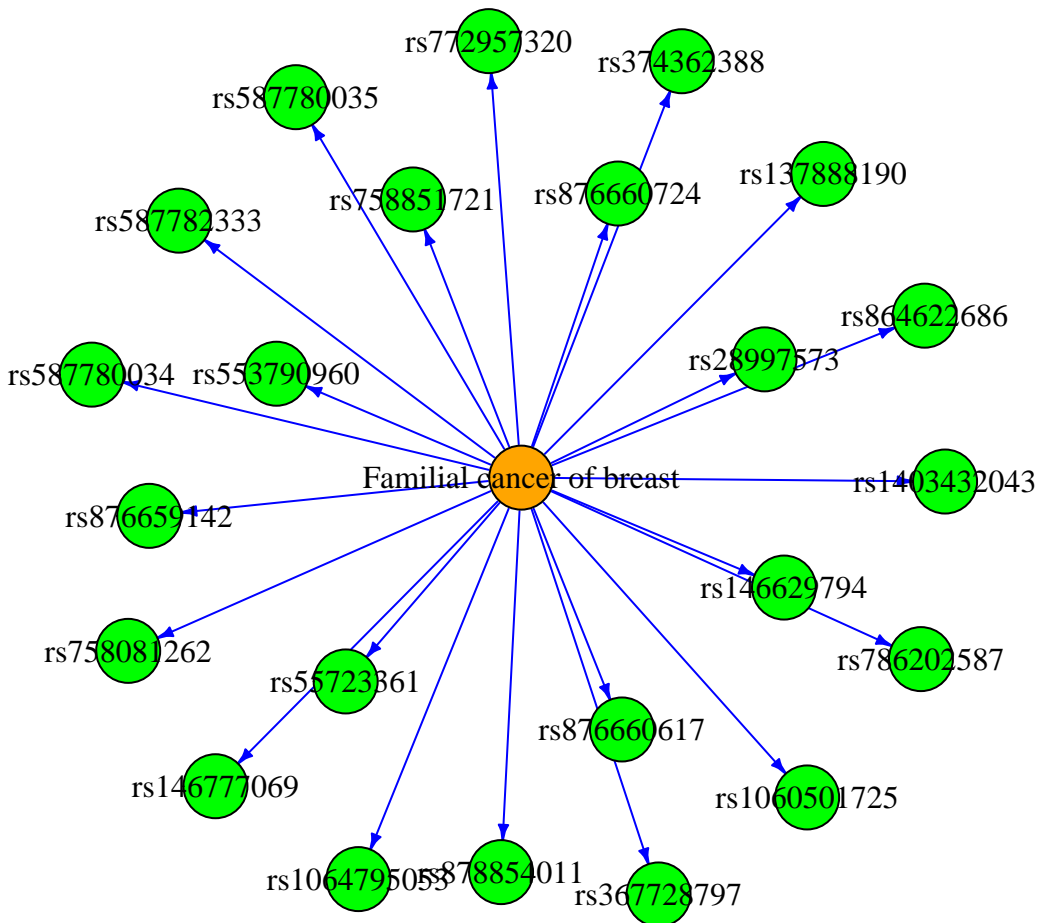 rs772957320
rs374362388
rs587780035
rs137888190
rs758851721
rs876660724
rs587782333
rs864622686
rs28997573
rs587780034
rs553790960
Familial cancer of breast
rs1403432043
rs876659142
rs146629794
rs758081262
rs786202587
rs55723361
rs876660617
rs146777069
rs1060501725
rs1064795053
rs878854011
rs367728797